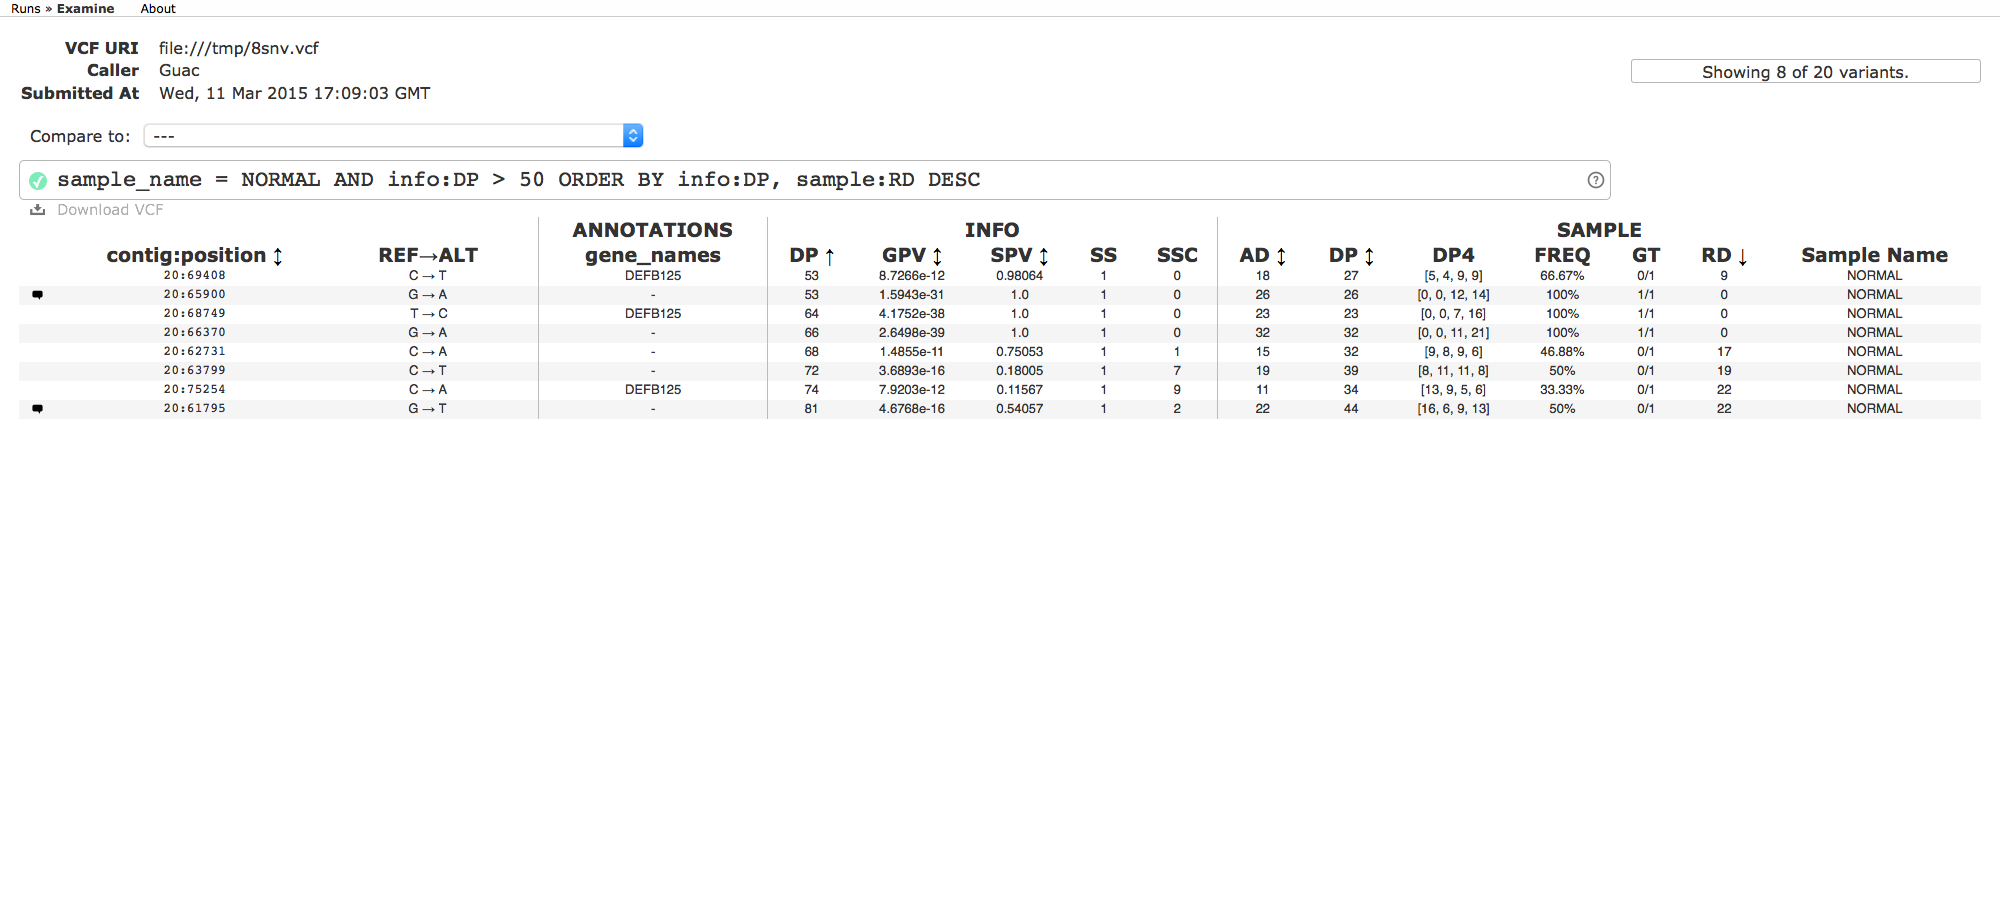 Runs » Examine About
VCF URI file:///tmp/8snv.vcf
Caller Guac
Submitted At Wed, 11 Mar 2015 17:09:03 GMT
Showing 8 of 20 variants.
Compare to: ---
sample_name = NORMAL AND info:DP > 50 ORDER BY info:DP, sample:RD DESC ?
Download VCF
ANNOTATIONS INFO SAMPLE
contig:position ↕ REF→ALT gene_names DP ↑ GPV ↕ SPV ↕ SS SSC AD ↕ DP ↕ DP4 FREQ GT RD ↓ Sample Name
20:69408 C→T DEFB125 53 8.7266e-12 0.98064 1 0 18 27 [5, 4, 9, 9] 66.67% 0/1 9 NORMAL
20:65900 G→A - 53 1.5943e-31 1.0 1 0 26 26 [0, 0, 12, 14] 100% 1/1 0 NORMAL
20:68749 T→C DEFB125 64 4.1752e-38 1.0 1 0 23 23 [0, 0, 7, 16] 100% 1/1 0 NORMAL
20:66370 G→A - 66 2.6498e-39 1.0 1 0 32 32 [0, 0, 11, 21] 100% 1/1 0 NORMAL
20:62731 C→A - 68 1.4855e-11 0.75053 1 1 15 32 [9, 8, 9, 6] 46.88% 0/1 17 NORMAL
20:63799 C→T - 72 3.6893e-16 0.18005 1 7 19 39 [8, 11, 11, 8] 50% 0/1 19 NORMAL
20:75254 C→A DEFB125 74 7.9203e-12 0.11567 1 9 11 34 [13, 9, 5, 6] 33.33% 0/1 22 NORMAL
20:61795 G→T - 81 4.6768e-16 0.54057 1 2 22 44 [16, 6, 9, 13] 50% 0/1 22 NORMAL